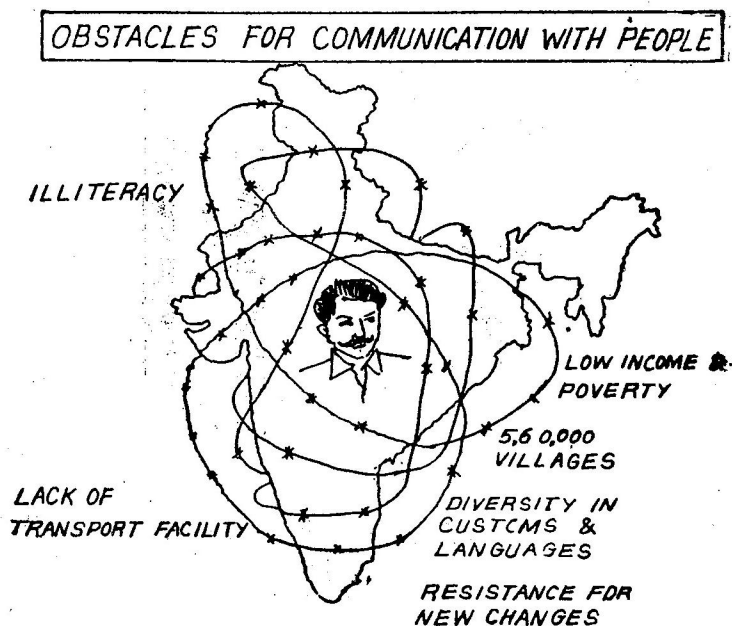 OBSTACLES FOR COMMUNICATION WITH PEOPLE
ILLITERACY
LOW INCOME &
POVERTY
5,60,000
VILLAGES
LACK OF
TRANSPORT FACILITY
DIVERSITY IN
CUSTCMS &
LANGUAGES
RESISTANCE FOR
NEW CHANGES